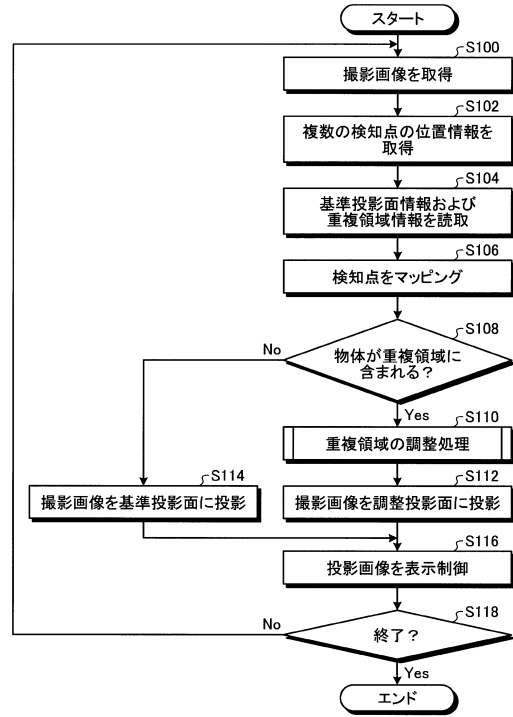 スタート
S100
撮影画像を取得
S102
複数の検知点の位置情報を
取得
S104
基準投影面情報および
重複領域情報を読取
S106
検知点をマッピング
S108
No
物体が重複領域に
含まれる?
Yes
S110
重複領域の調整処理
S114
S112
撮影画像を基準投影面に投影
撮影画像を調整投影面に投影
S116
投影画像を表示制御
S118
No
終了?
Yes
エンド